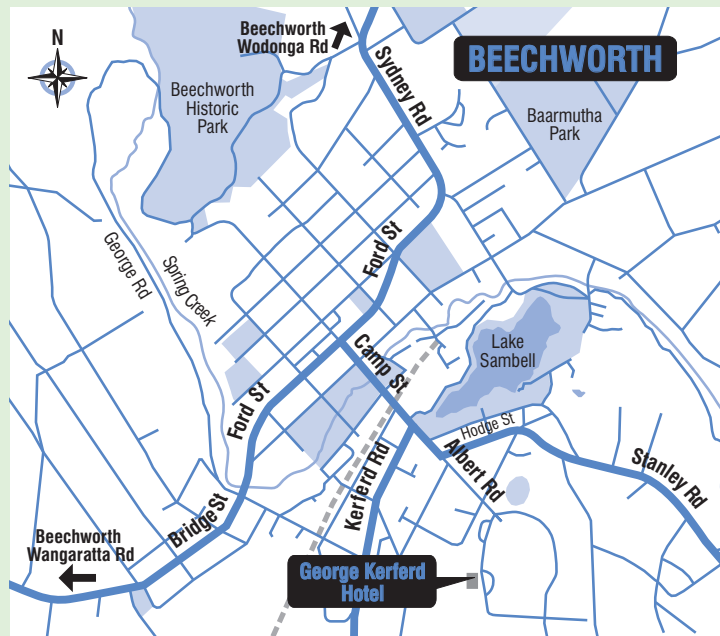 N
Beechworth
Wodonga Rd
BEECHWORTH
Beechworth
Historic
Park
Sydney Rd
Baarmutha
Park
George Rd
Spring Creek
Ford St
Camp St
Lake
Sambell
Ford St
Hodge St
Albert Rd
Stanley Rd
Kerferd Rd
Bridge St
Beechworth
Wangaratta Rd
George Kerferd
Hotel